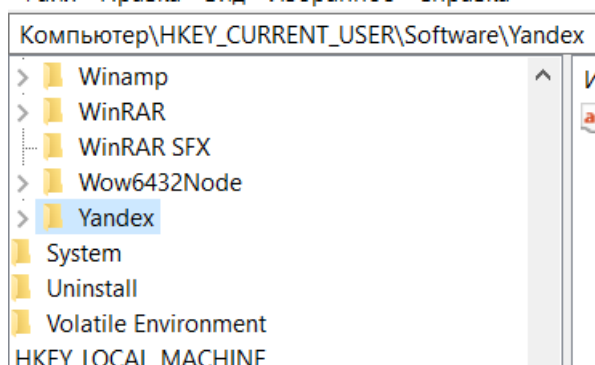 Компьютер\HKEY_CURRENT_USER\Software\Yandex
Winamp
WinRAR
WinRAR SFX
Wow6432Node
Yandex
System
Uninstall
Volatile Environment
HKEY_LOCAL_MACHINE